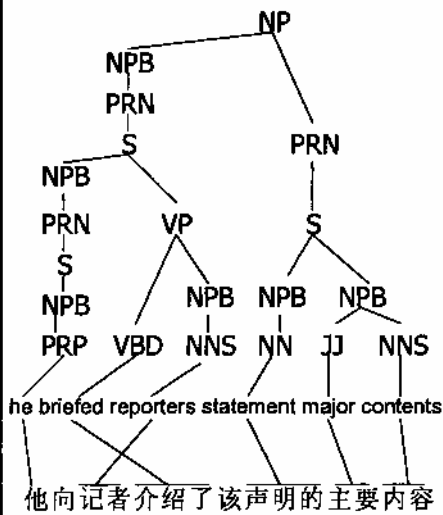 NP
NPB
PRN
S PRN
NPB
PRN VP S
S
NPB NPB NPB NPB
PRP VBD NNS NN JJ NNS
he briefed reporters statement major contents
他向记者介绍了该声明的主要内容